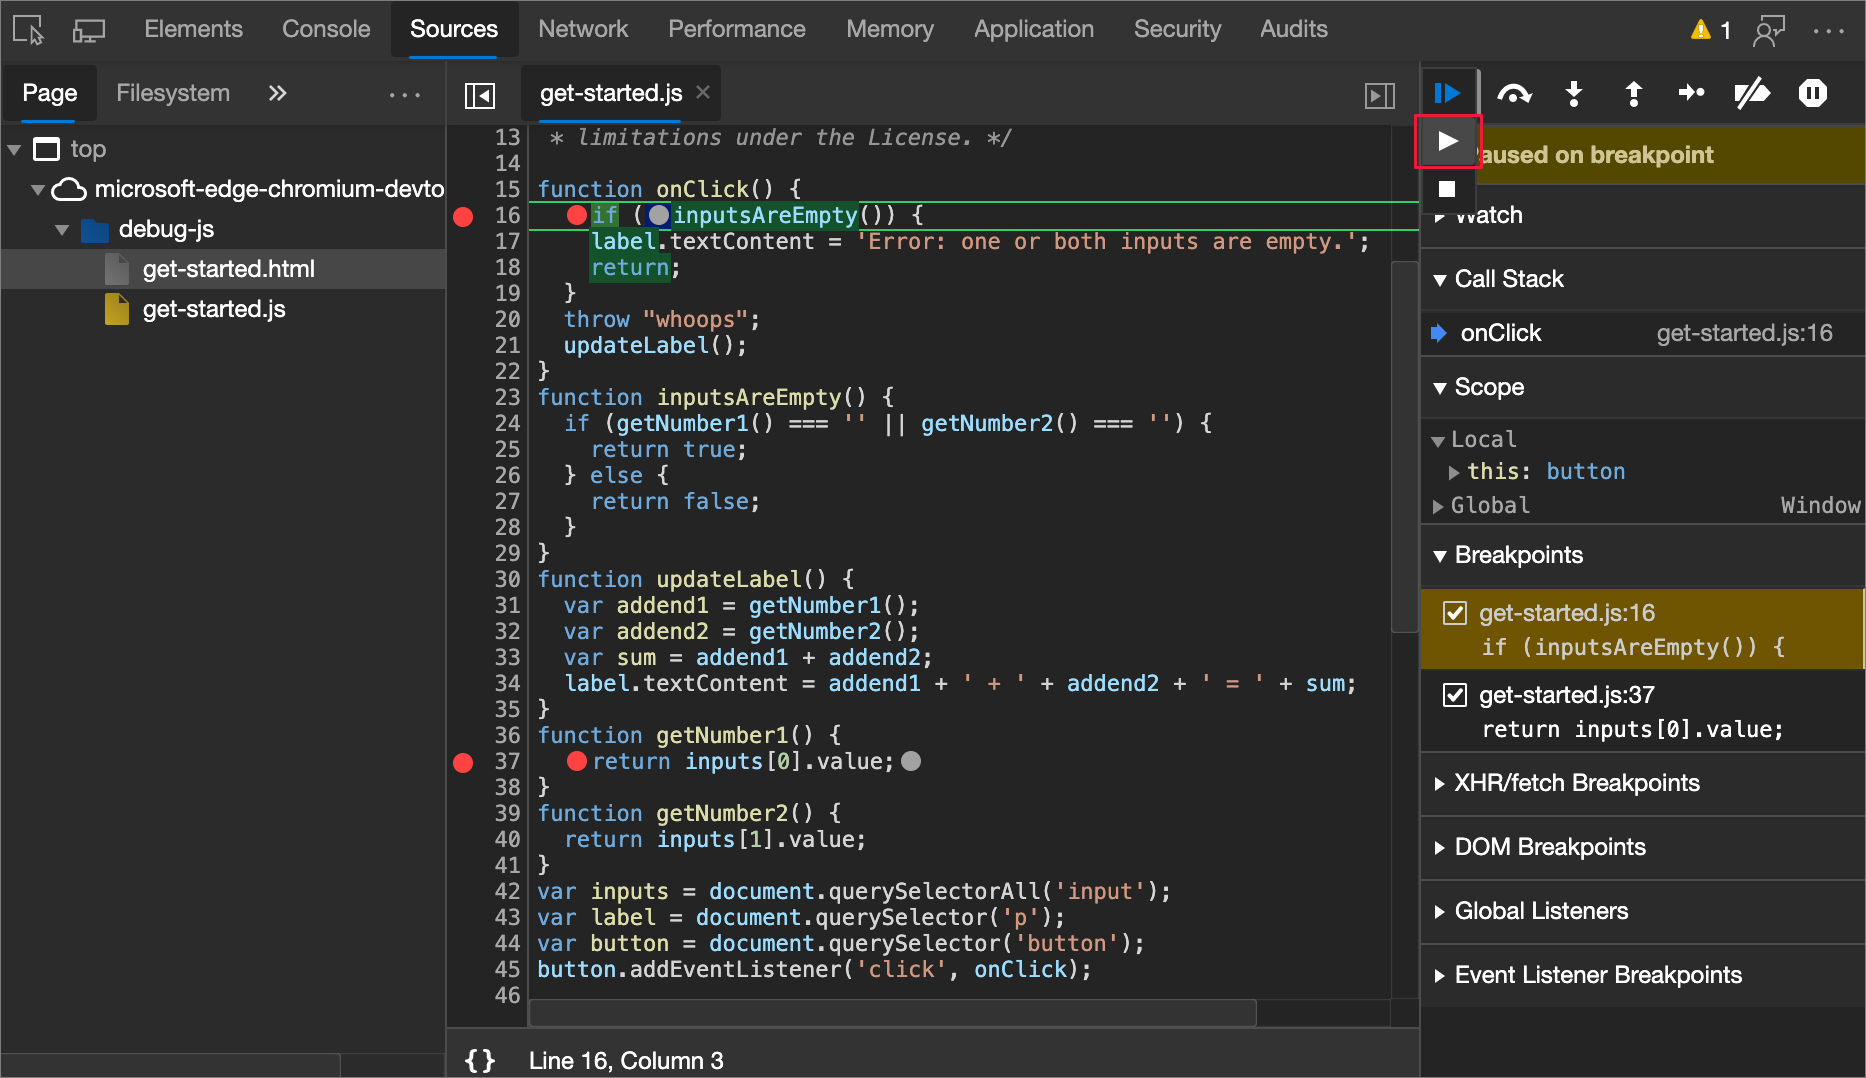 Elements Console Sources Network Performance Memory Application Security Audits 1 ...
Page Filesystem » ...
top
microsoft-edge-chromium-devto
debug-js
get-started.html
get-started.js
get-started.js ×
13 * limitations under the License. */
14
15 function onClick() {
16 if (inputsAreEmpty()) {
17 label.textContent = 'Error: one or both inputs are empty.';
18 return;
19 }
20 throw "whoops";
21 updateLabel();
22 }
23 function inputsAreEmpty() {
24 if (getNumber1() === '' || getNumber2() === '') {
25 return true;
26 } else {
27 return false;
28 }
29 }
30 function updateLabel() {
31 var addend1 = getNumber1();
32 var addend2 = getNumber2();
33 var sum = addend1 + addend2;
34 label.textContent = addend1 + ' + ' + addend2 + ' = ' + sum;
35 }
36 function getNumber1() {
37 return inputs[0].value;
38 }
39 function getNumber2() {
40 return inputs[1].value;
41 }
42 var inputs = document.querySelectorAll('input');
43 var label = document.querySelector('p');
44 var button = document.querySelector('button');
45 button.addEventListener('click', onClick);
46
{} Line 16, Column 3
aused on breakpoint
Watch
Call Stack
onClick get-started.js:16
Scope
Local
this: button
Global Window
Breakpoints
get-started.js:16
if (inputsAreEmpty()) {
get-started.js:37
return inputs[0].value;
XHR/fetch Breakpoints
DOM Breakpoints
Global Listeners
Event Listener Breakpoints